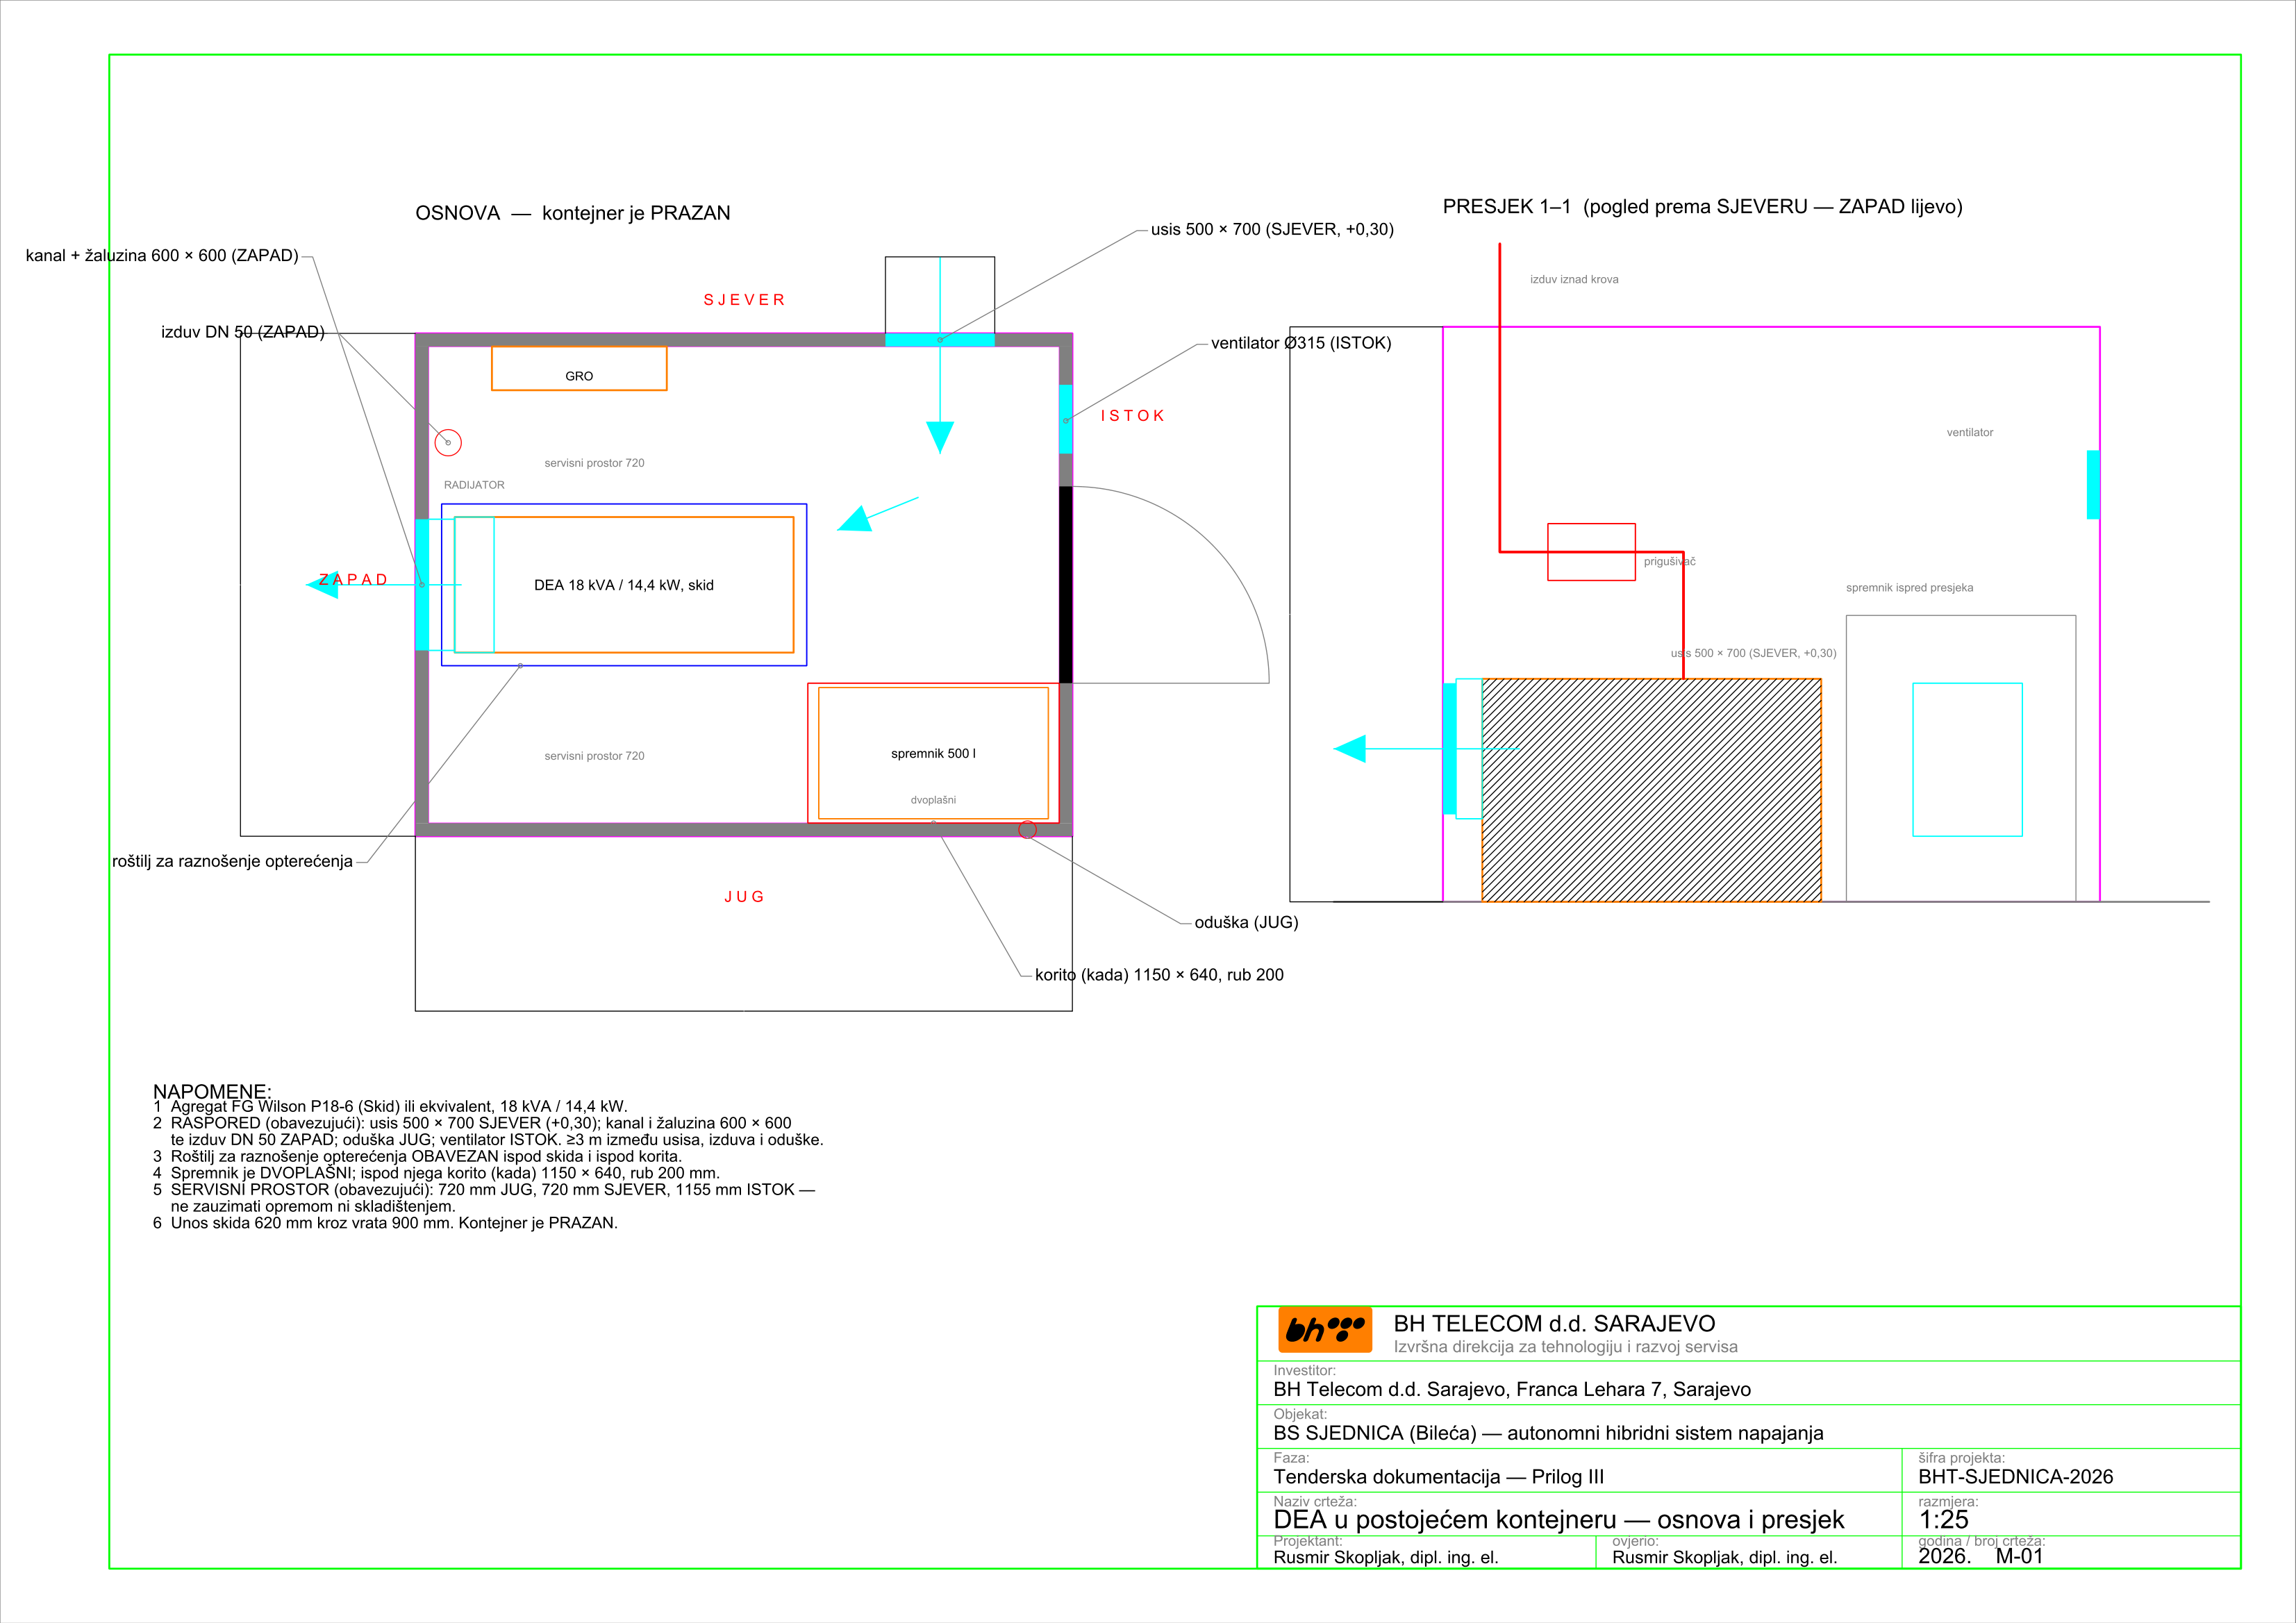 OSNOVA — kontejner je PRAZAN
PRESJEK 1–1 (pogled prema SJEVERU — ZAPAD lijevo)
kanal + žaluzina 600 × 600 (ZAPAD)
usis 500 × 700 (SJEVER, +0,30)
izduv iznad krova
S J E V E R
izduv DN 50 (ZAPAD)
ventilator Ø315 (ISTOK)
GRO
I S T O K
ventilator
servisni prostor 720
RADIJATOR
prigušivač
Z A P A D
DEA 18 kVA / 14,4 kW, skid
spremnik ispred presjeka
usis 500 × 700 (SJEVER, +0,30)
servisni prostor 720
spremnik 500 l
dvoplašni
roštilj za raznošenje opterećenja
J U G
oduška (JUG)
korito (kada) 1150 × 640, rub 200
NAPOMENE:
1 Agregat FG Wilson P18-6 (Skid) ili ekvivalent, 18 kVA / 14,4 kW.
2 RASPORED (obavezujući): usis 500 × 700 SJEVER (+0,30); kanal i žaluzina 600 × 600
te izduv DN 50 ZAPAD; oduška JUG; ventilator ISTOK. ≥3 m između usisa, izduva i oduške.
3 Roštilj za raznošenje opterećenja OBAVEZAN ispod skida i ispod korita.
4 Spremnik je DVOPLAŠNI; ispod njega korito (kada) 1150 × 640, rub 200 mm.
5 SERVISNI PROSTOR (obavezujući): 720 mm JUG, 720 mm SJEVER, 1155 mm ISTOK —
ne zauzimati opremom ni skladištenjem.
6 Unos skida 620 mm kroz vrata 900 mm. Kontejner je PRAZAN.
bh
BH TELECOM d.d. SARAJEVO
Izvršna direkcija za tehnologiju i razvoj servisa
Investitor:
BH Telecom d.d. Sarajevo, Franca Lehara 7, Sarajevo
Objekat:
BS SJEDNICA (Bileća) — autonomni hibridni sistem napajanja
Faza:
Tenderska dokumentacija — Prilog III
šifra projekta:
BHT-SJEDNICA-2026
Naziv crteža:
DEA u postojećem kontejneru — osnova i presjek
razmjera:
1:25
Projektant:
Rusmir Skopljak, dipl. ing. el.
ovjerio:
Rusmir Skopljak, dipl. ing. el.
godina / broj crteža:
2026. M-01